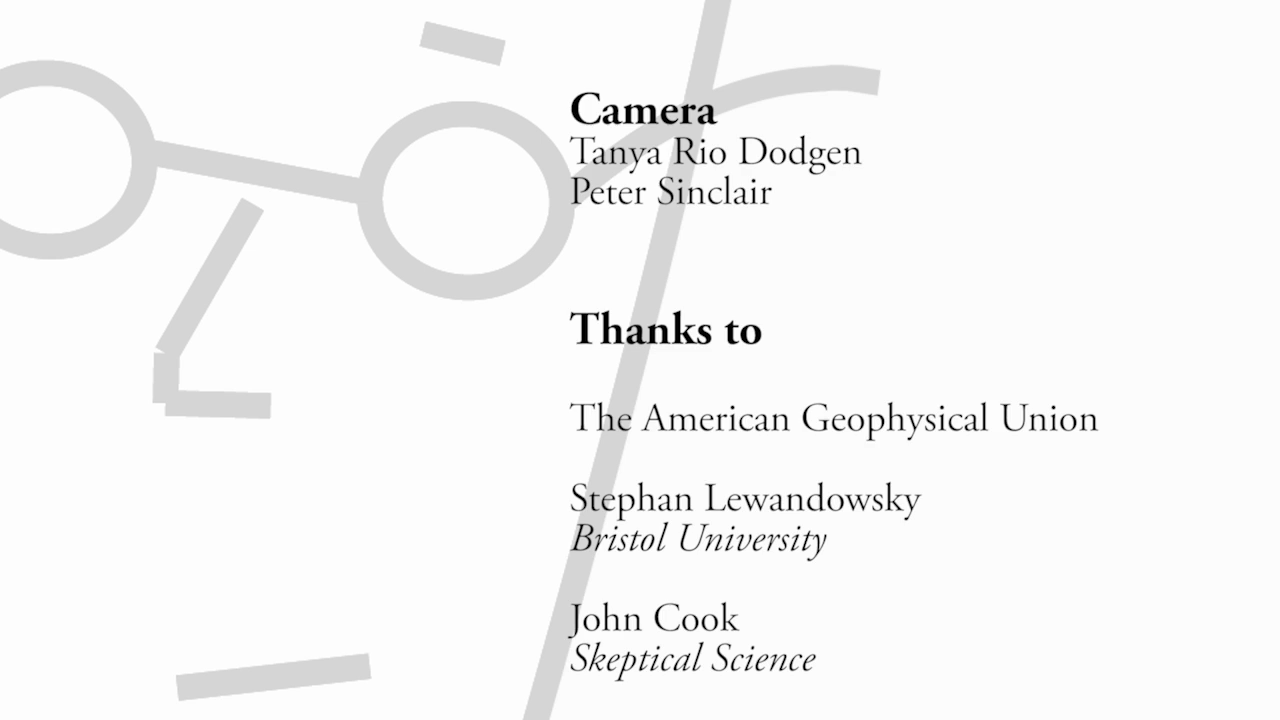 Camera
Tanya Rio Dodgen
Peter Sinclair
Thanks to
The American Geophysical Union
Stephan Lewandowsky
Bristol University
John Cook
Skeptical Science